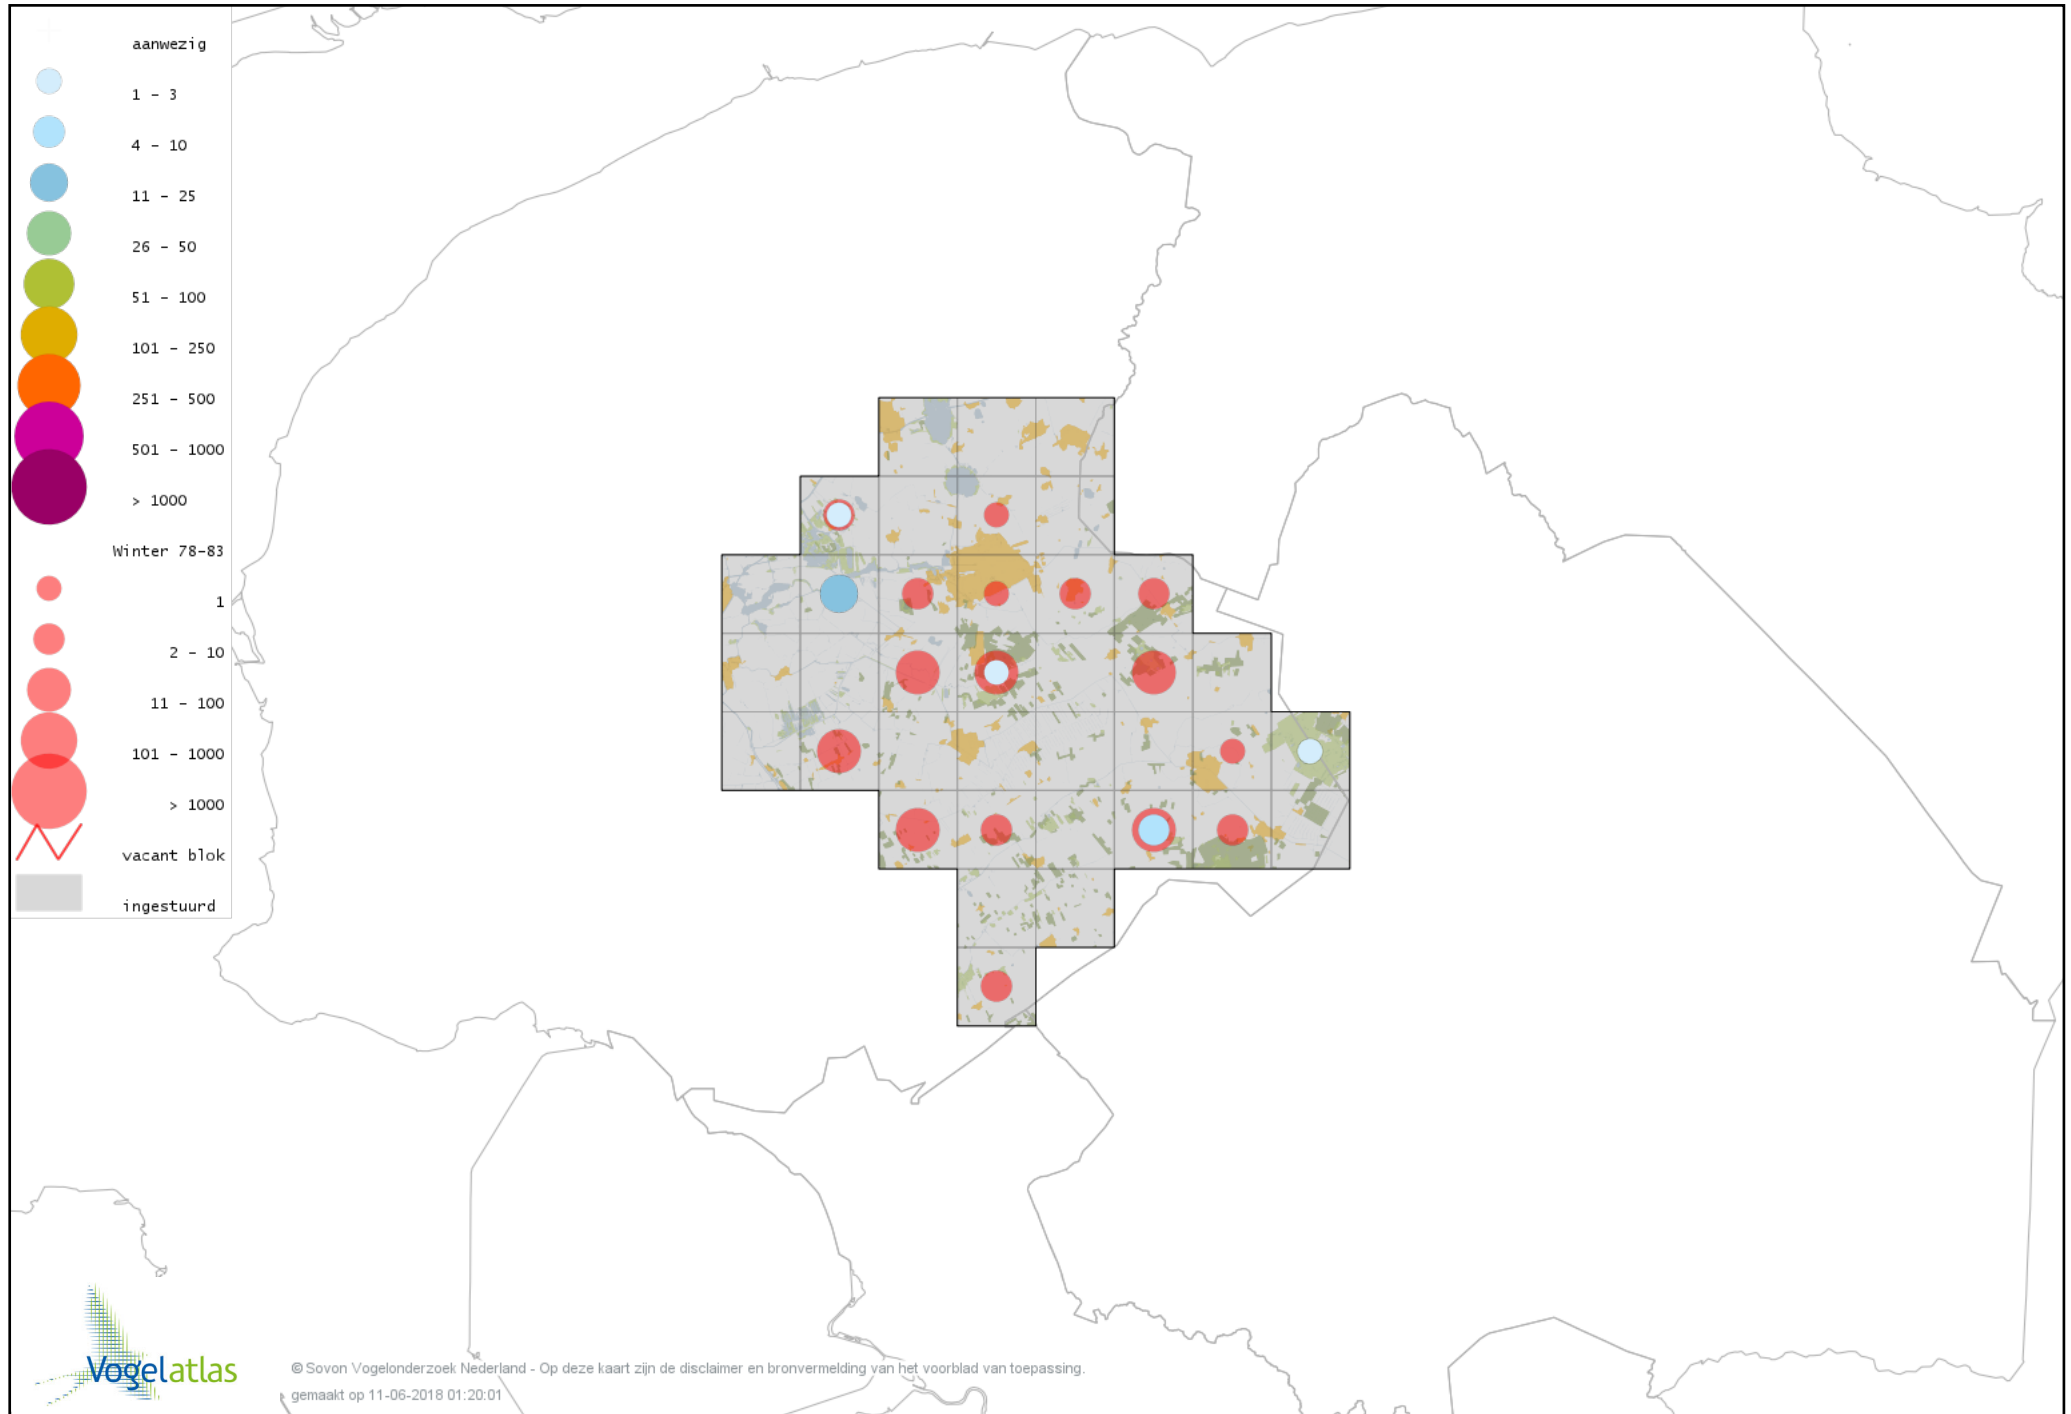 aanwezig
1 - 3
4 - 10
11 - 25
26 - 50
51 - 100
101 - 250
251 - 500
501 - 1000
> 1000
Winter 78-83
1
2 - 10
11 - 100
101 - 1000
> 1000
vacant blok
ingestuurd
Vogelatlas
© Sovon Vogelonderzoek Nederland - Op deze kaart zijn de disclaimer en bronvermelding van het voorblad van toepassing.
gemaakt op 11-06-2018 01:20:01